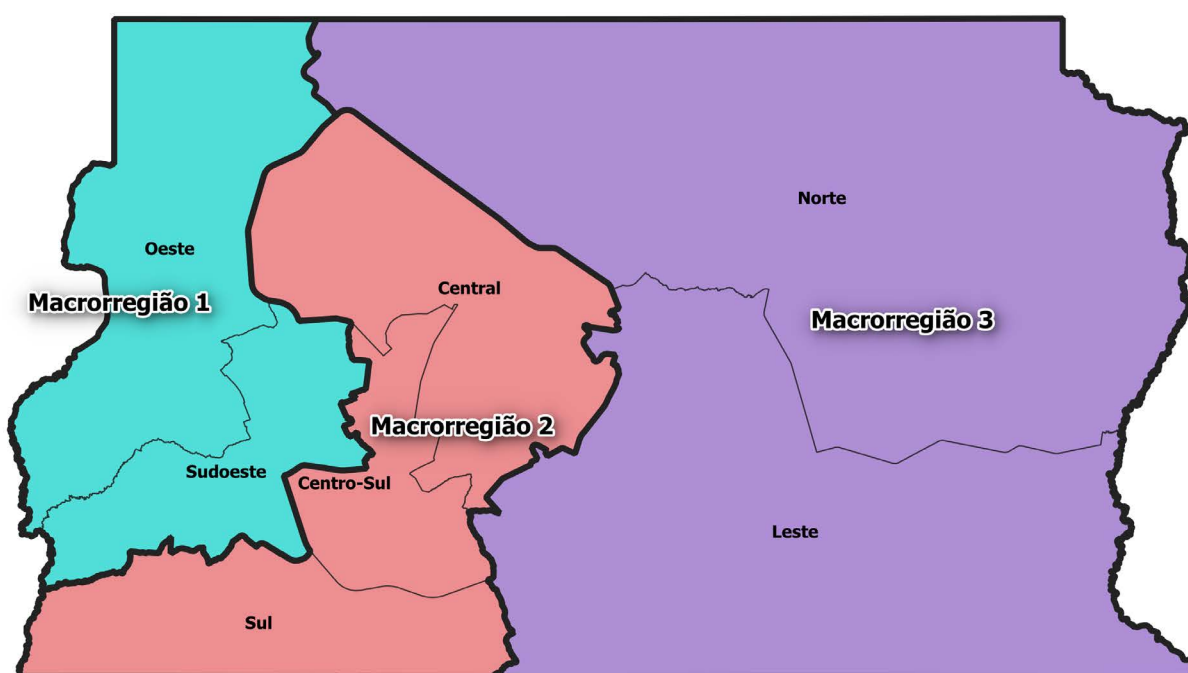 Norte
Oeste
Central
Macrorregião 1
Macrorregião 3
Macrorregião 2
Sudoeste
Centro-Sul
Leste
Sul